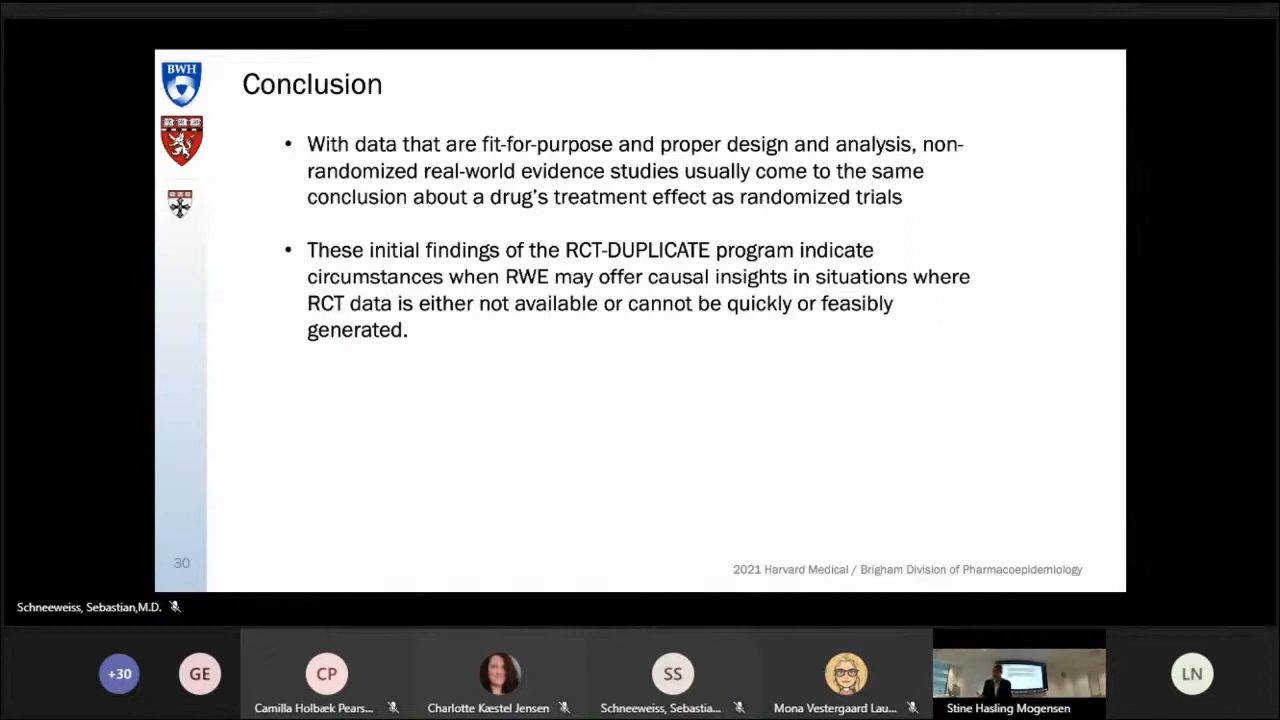 BWH
Conclusion
• With data that are fit-for-purpose and proper design and analysis, non-
randomized real-world evidence studies usually come to the same
conclusion about a drug's treatment effect as randomized trials
• These initial findings of the RCT-DUPLICATE program indicate
circumstances when RWE may offer causal insights in situations where
RCT data is either not available or cannot be quickly or feasibly
generated.
30
2021 Harvard Medical / Brigham Division of Pharmacoepidemiology
Schneeweiss, Sebastian,M.D.
+30
GE
CP
SS
LN
Camilla Holbæk Pears...
Charlotte Kæstel Jensen
Schneeweiss, Sebastia...
Mona Vestergaard Lau...
Stine Hasling Mogensen